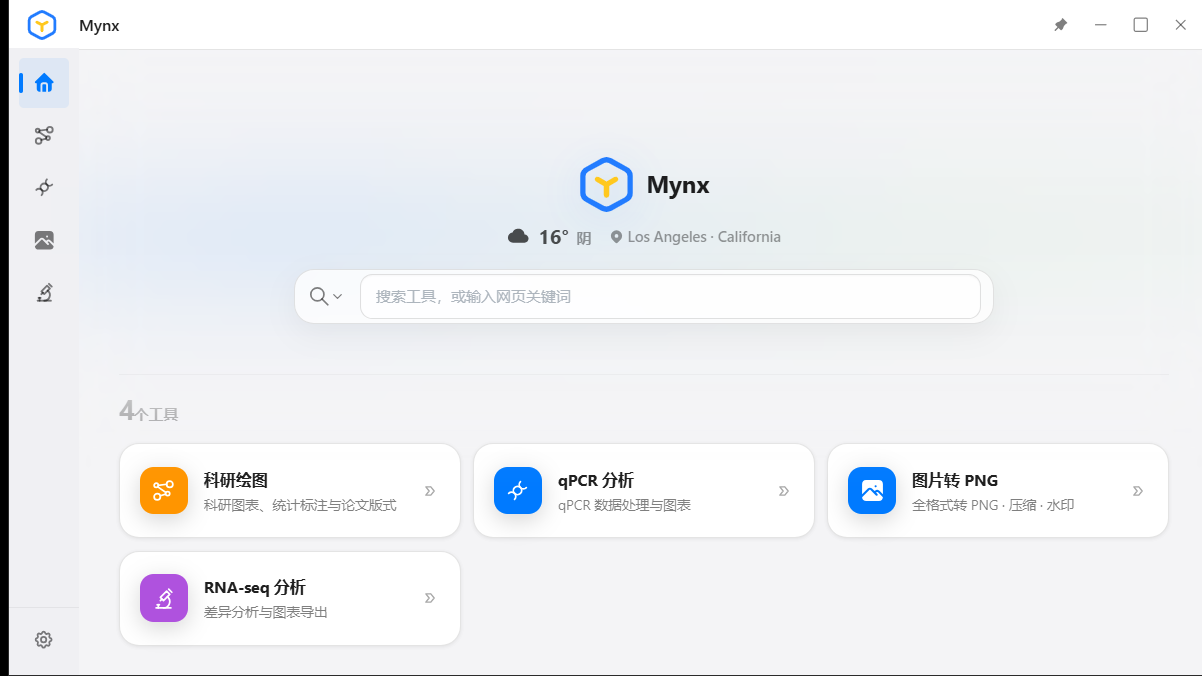 Mynx
Mynx
16° 阴 Los Angeles · California
搜索工具，或输入网页关键词
4个工具
科研绘图
科研图表、统计标注与论文版式
qPCR 分析
qPCR 数据处理与图表
图片转 PNG
全格式转 PNG · 压缩 · 水印
RNA-seq 分析
差异分析与图表导出